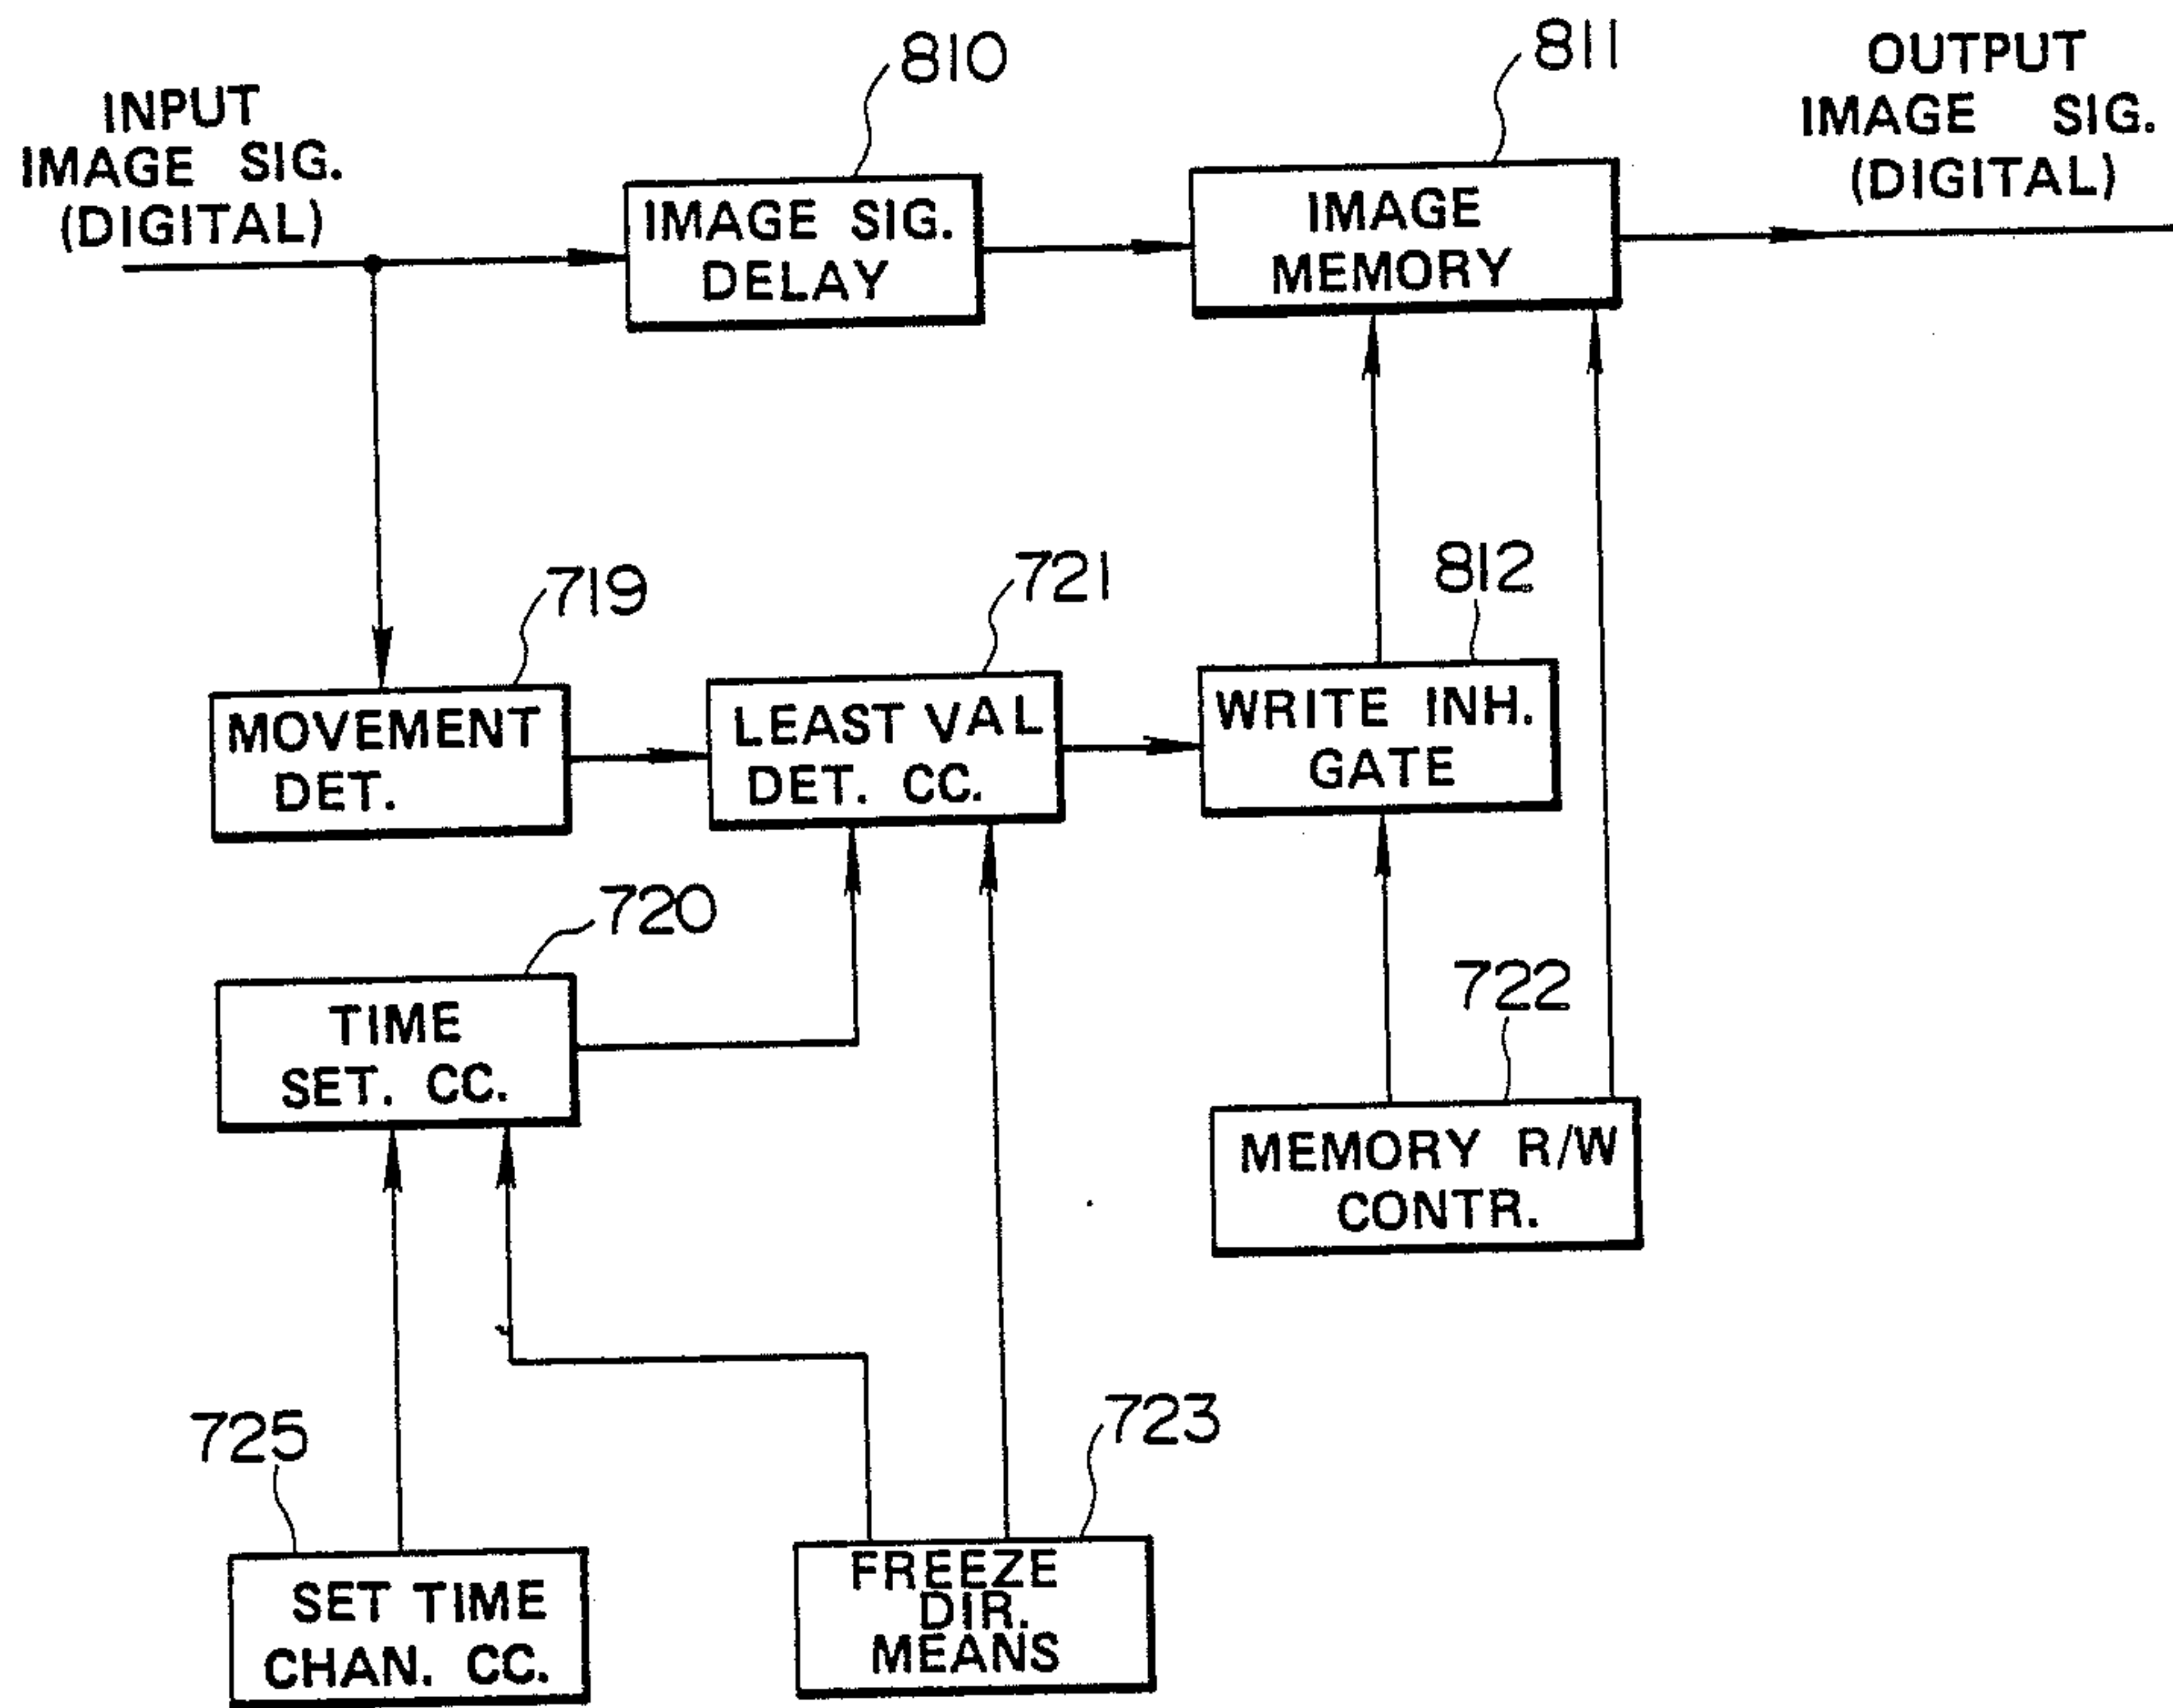 810
811
OUTPUT
IMAGE SIG.
(DIGITAL)
INPUT
IMAGE SIG.
(DIGITAL)
IMAGE SIG.
DELAY
IMAGE
MEMORY
719
721
812
MOVEMENT
DET.
LEAST VAL
DET. CC.
WRITE INH.
GATE
720
722
TIME
SET. CC.
MEMORY R/W
CONTR.
725
723
SET TIME
CHAN. CC.
FREEZE
DIR.
MEANS